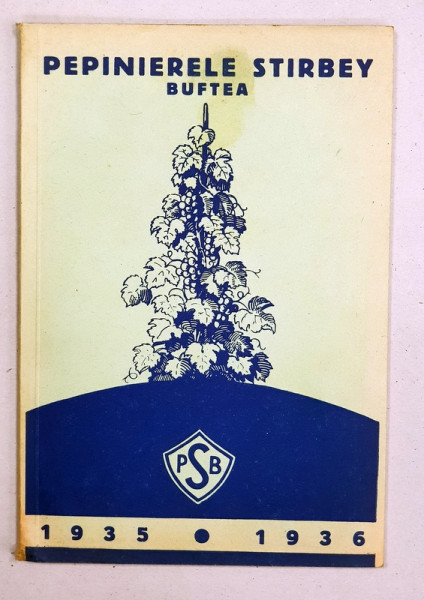 PEPINIERELE STIRBEY
BUFTEA
PSB
1935 • 1936